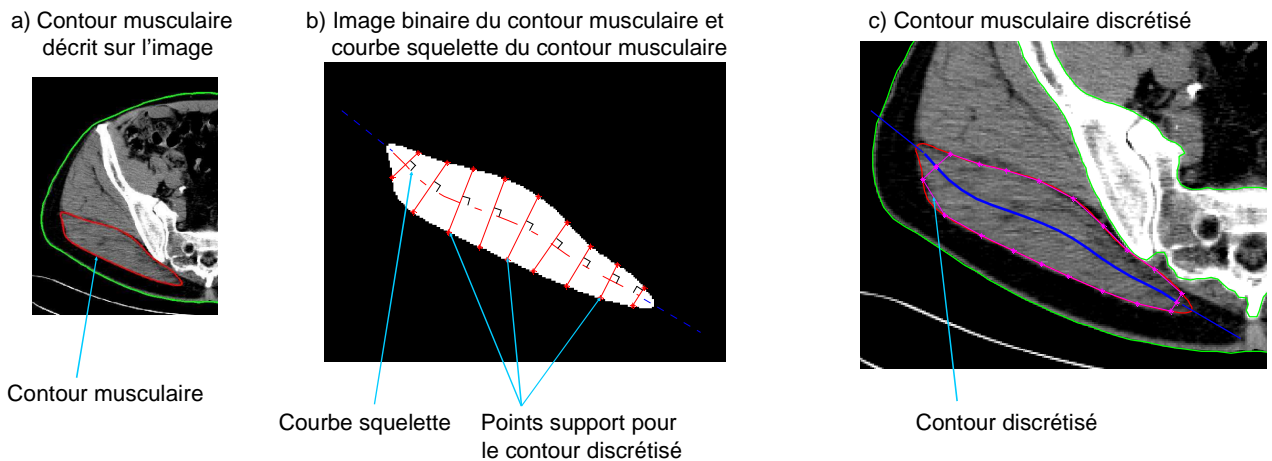 a) Contour musculaire
décrit sur l'image
b) Image binaire du contour musculaire et
courbe squelette du contour musculaire
c) Contour musculaire discrétisé
Contour musculaire
Courbe squelette
Points support pour
le contour discrétisé
Contour discrétisé